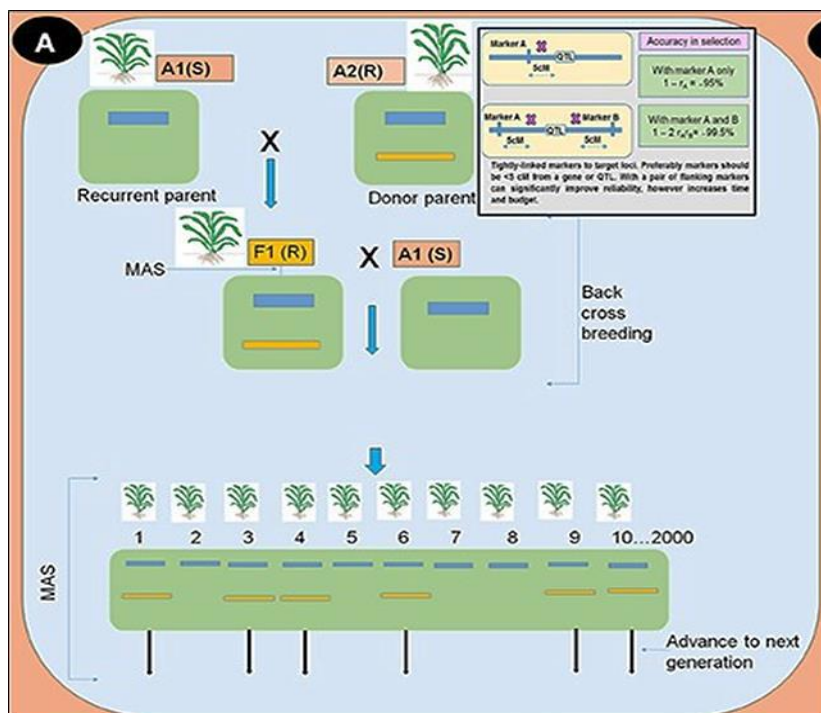 A
A1(S)
A2(R)
Marker A
QTL
5cM
Accuracy in selection
With marker A only
1 – rA = ~95%
Marker A
Marker B
QTL
5cM
5cM
With marker A and B
1 – 2 rArB = ~99.5%
Tightly-linked markers to target loci. Preferably markers should
be <5 cM from a gene or QTL. With a pair of flanking markers
can significantly improve reliability, however increases time
and budget.
X
Recurrent parent
Donor parent
F1 (R)
X
A1 (S)
MAS
Back
cross
breeding
1 2 3 4 5 6 7 8 9 10...2000
MAS
Advance to next
generation